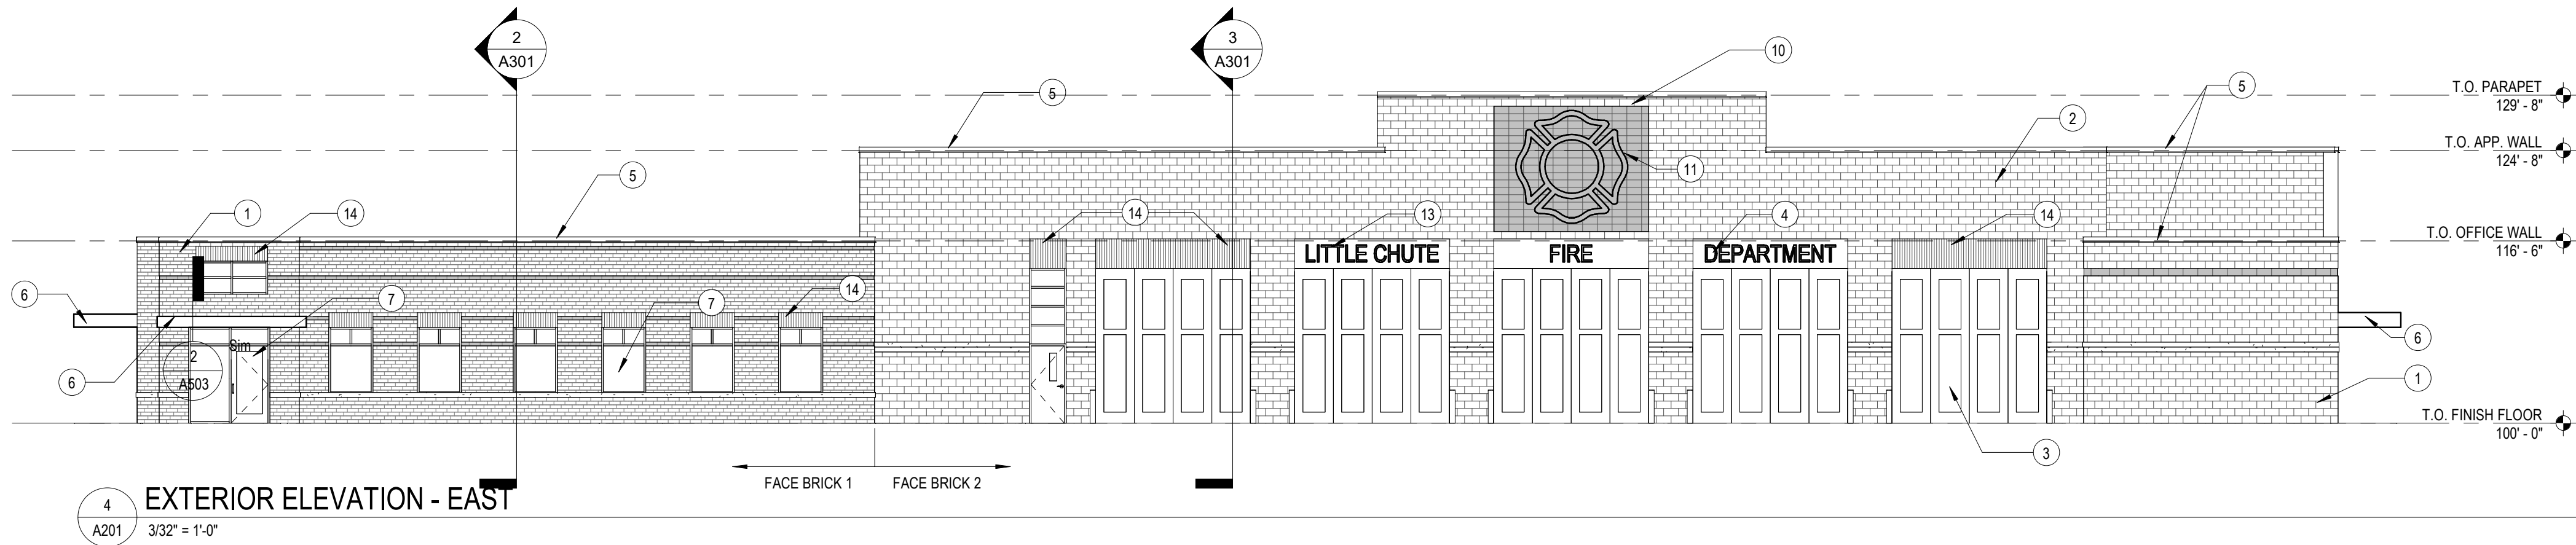 2
A301
3
A301
10
5
5
2
T.O. PARAPET
129' - 8"
T.O. APP. WALL
124' - 8"
11
5
1
14
14
13
4
14
T.O. OFFICE WALL
116' - 6"
LITTLE CHUTE
FIRE
DEPARTMENT
6
7
7
14
6
Sim
2
A503
6
1
T.O. FINISH FLOOR
100' - 0"
3
FACE BRICK 1
FACE BRICK 2
4
A201
EXTERIOR ELEVATION - EAST
3/32" = 1'-0"